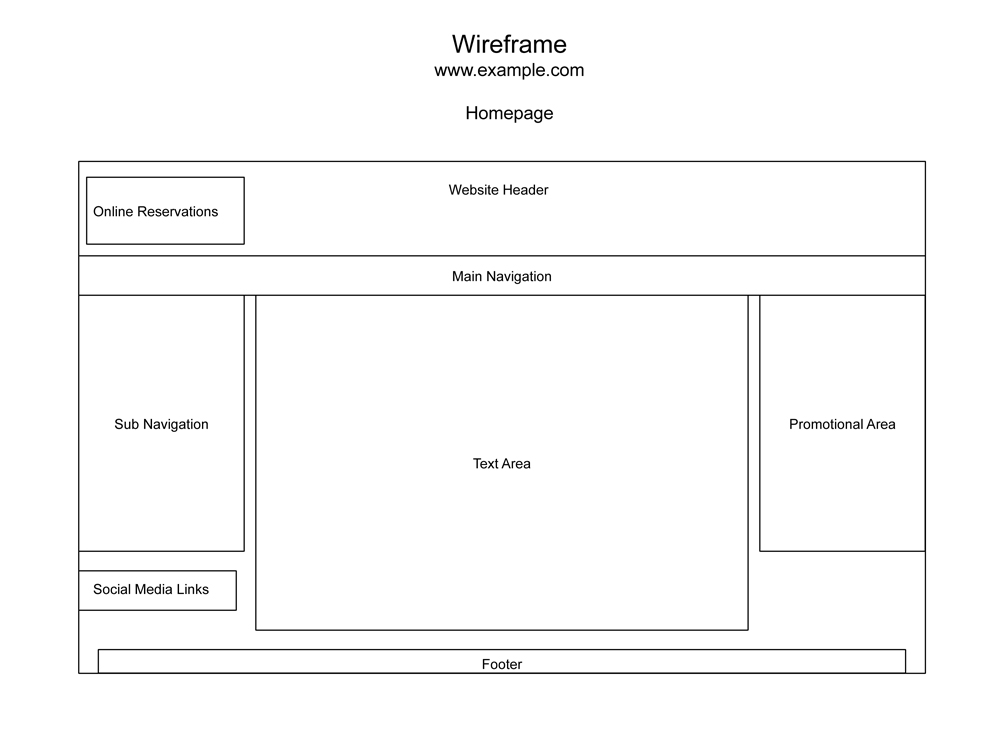 Wireframe
www.example.com
Homepage
Website Header
Online Reservations
Main Navigation
Sub Navigation
Text Area
Promotional Area
Social Media Links
Footer